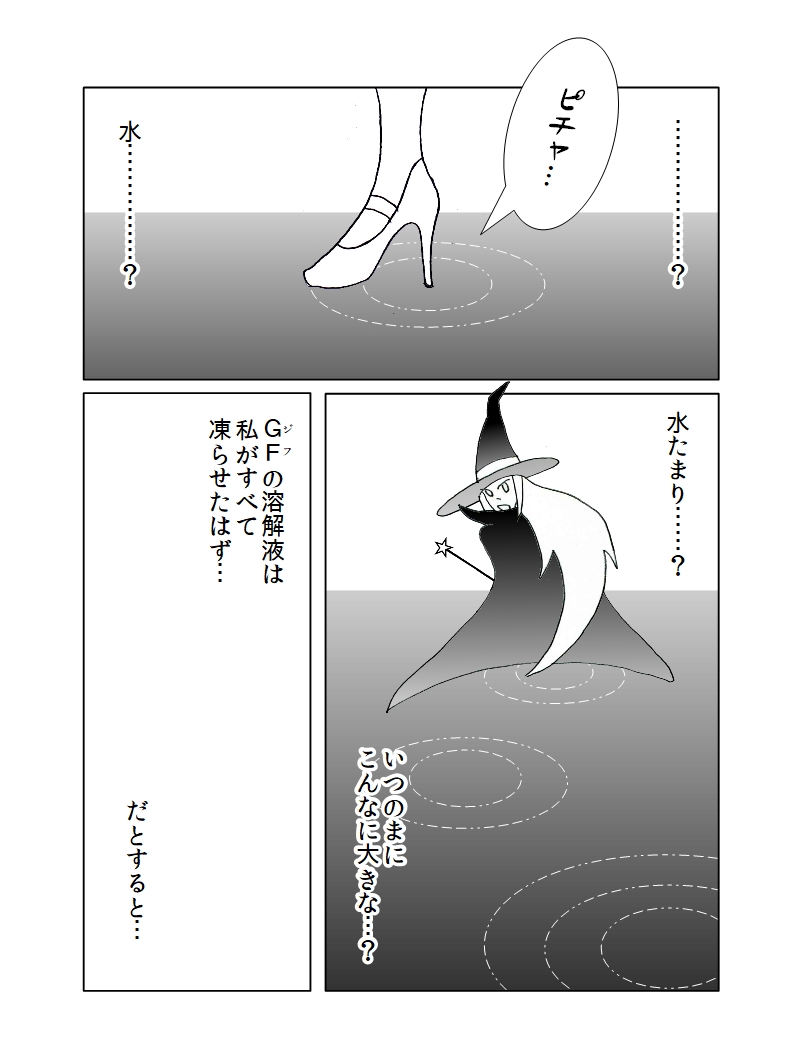 …………？
ピチャ…
水…………？
水たまり……？
いつのまに
こんなに大きな…？
ＧＦの溶解液は
ジフ
私がすべて
凍らせたはず…
だとすると…